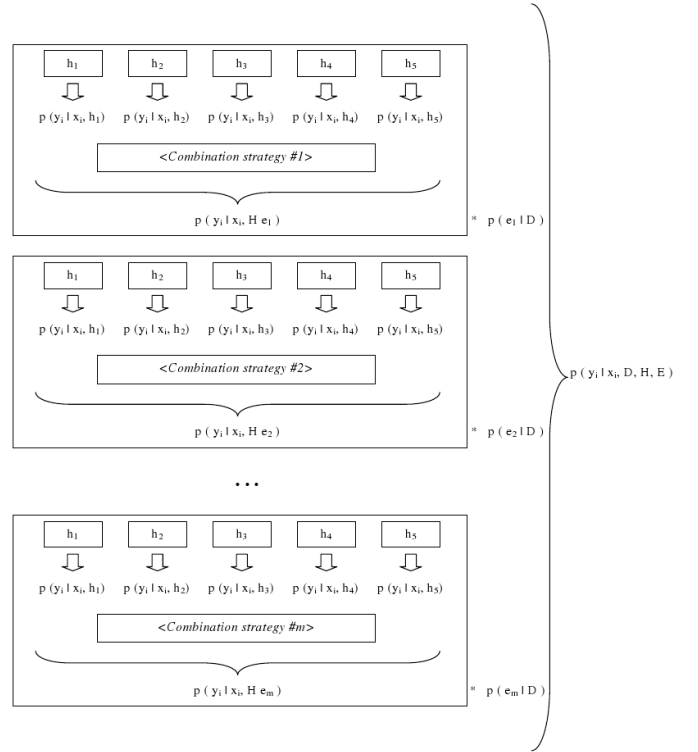 h₁ h₂ h₃ h₄ h₅
p (yᵢ | xᵢ, h₁) p (yᵢ | xᵢ, h₂) p (yᵢ | xᵢ, h₃) p (yᵢ | xᵢ, h₄) p (yᵢ | xᵢ, h₅)
<Combination strategy #1>
p ( yᵢ | xᵢ, H e₁ ) * p ( e₁ | D )
h₁ h₂ h₃ h₄ h₅
p (yᵢ | xᵢ, h₁) p (yᵢ | xᵢ, h₂) p (yᵢ | xᵢ, h₃) p (yᵢ | xᵢ, h₄) p (yᵢ | xᵢ, h₅)
<Combination strategy #2>
p ( yᵢ | xᵢ, D, H, E )
p ( yᵢ | xᵢ, H e₂ ) * p ( e₂ | D )
...
h₁ h₂ h₃ h₄ h₅
p (yᵢ | xᵢ, h₁) p (yᵢ | xᵢ, h₂) p (yᵢ | xᵢ, h₃) p (yᵢ | xᵢ, h₄) p (yᵢ | xᵢ, h₅)
<Combination strategy #m>
p ( yᵢ | xᵢ, H eₘ ) * p ( eₘ | D )